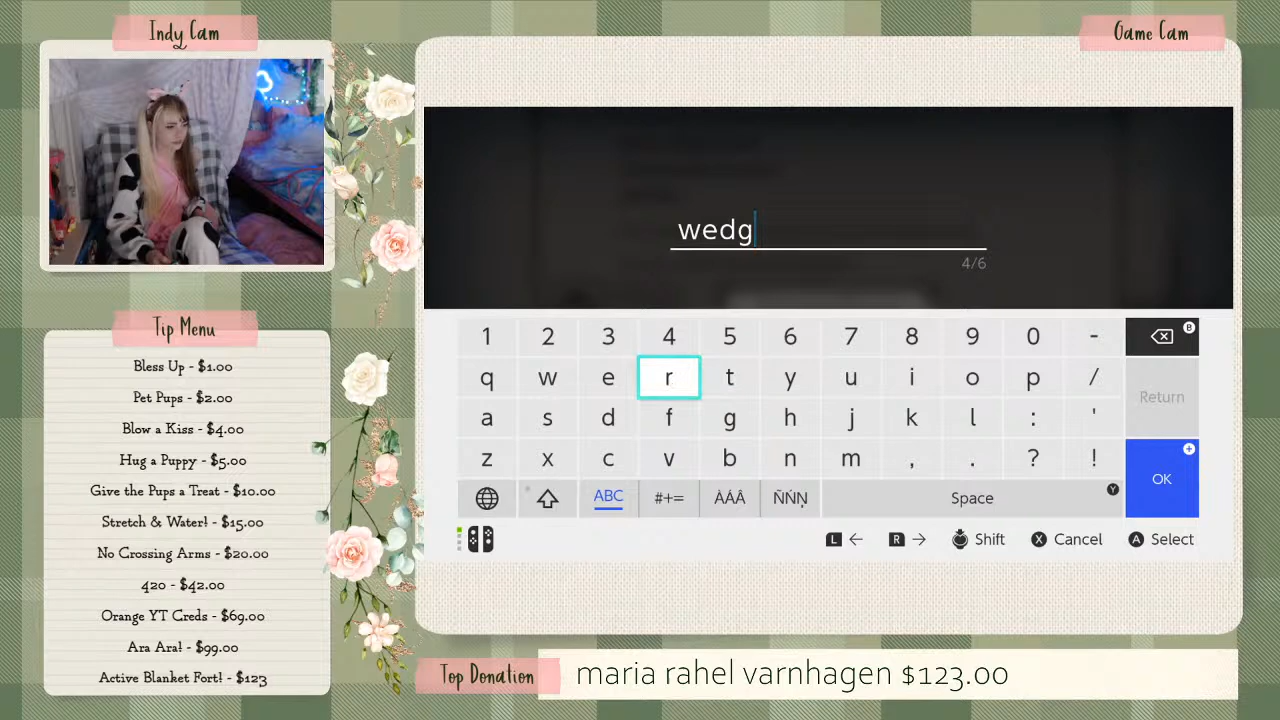 Indy Cam
Game Cam
wedg
4/6
1 2 3 4 5 6 7 8 9 0 -
q w e r t y u i o p /
Return
a s d f g h j k l : '
z x c v b n m , . ? !
OK
ABC #+= ÀÁÂ ÑŃŅ Space
L ← R → Shift X Cancel A Select
B
+
Y
Tip Menu
Bless Up - $1.00
Pet Pups - $2.00
Blow a Kiss - $4.00
Hug a Puppy - $5.00
Give the Pups a Treat - $10.00
Stretch & Water! - $15.00
No Crossing Arms - $20.00
420 - $42.00
Orange YT Creds - $69.00
Ara Ara! - $99.00
Active Blanket Fort! - $123
Top Donation
maria rahel varnhagen $123.00